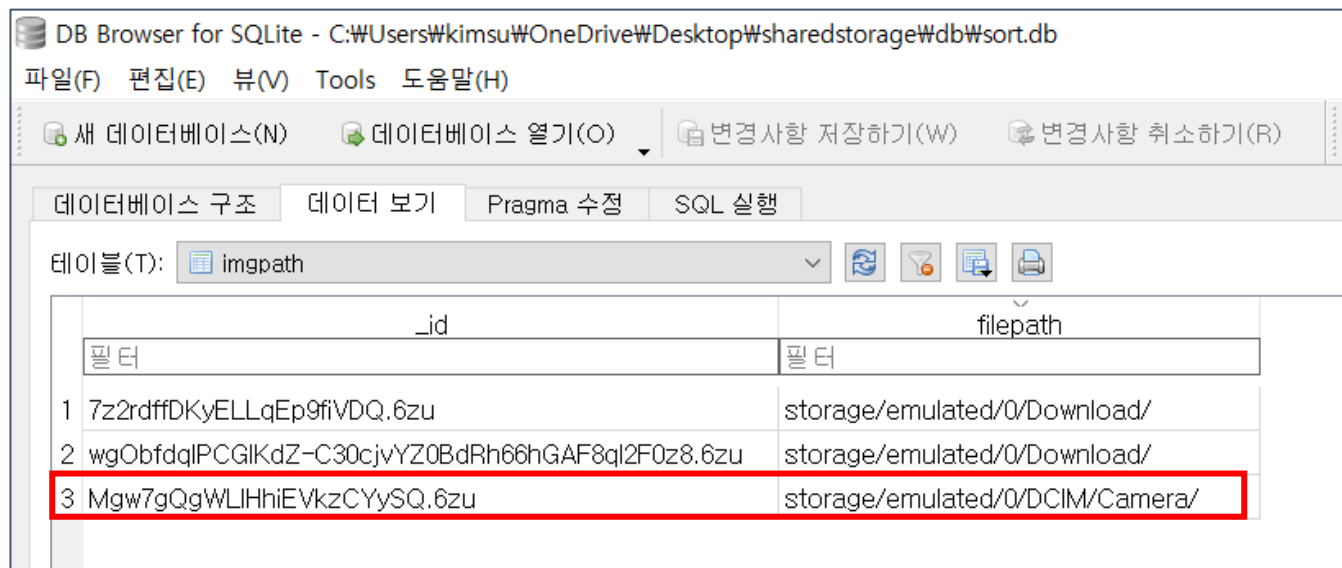 DB Browser for SQLite - C:₩Users₩kimsu₩OneDrive₩Desktop₩sharedstorage₩db₩sort.db
파일(F) 편집(E) 뷰(V) Tools 도움말(H)
새 데이터베이스(N) 데이터베이스 열기(O) 변경사항 저장하기(W) 변경사항 취소하기(R)
데이터베이스 구조 데이터 보기 Pragma 수정 SQL 실행
테이블(T): imgpath
_id filepath
필터 필터
1 7z2rdffDKyELLqEp9fiVDQ.6zu storage/emulated/0/Download/
2 wgObfdqlPCGlKdZ-C30cjvYZ0BdRh66hGAF8ql2F0z8.6zu storage/emulated/0/Download/
3 Mgw7gQgWLlHhiEVkzCYySQ.6zu storage/emulated/0/DCIM/Camera/